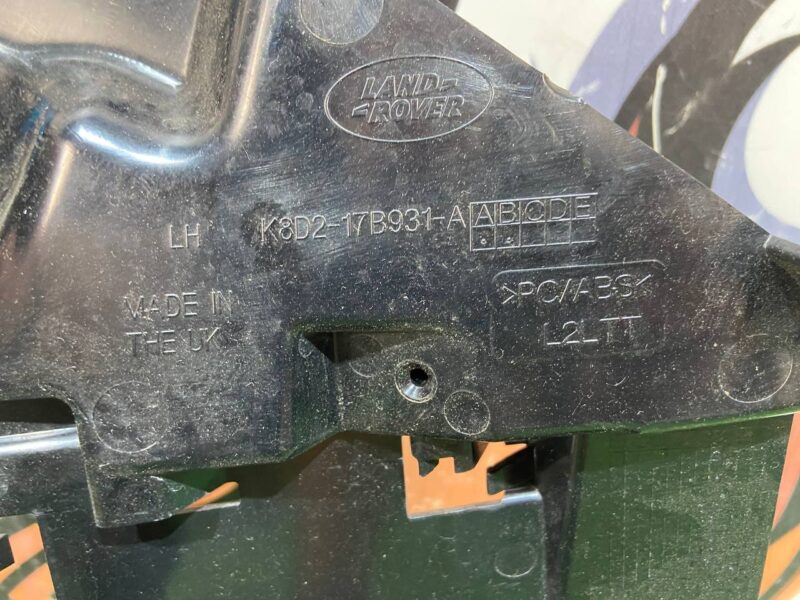 LAND-
-ROVER
LH K8D2-17B931-A ABCDE
>PC/ABS<
MADE IN
THE UK
L2LTT